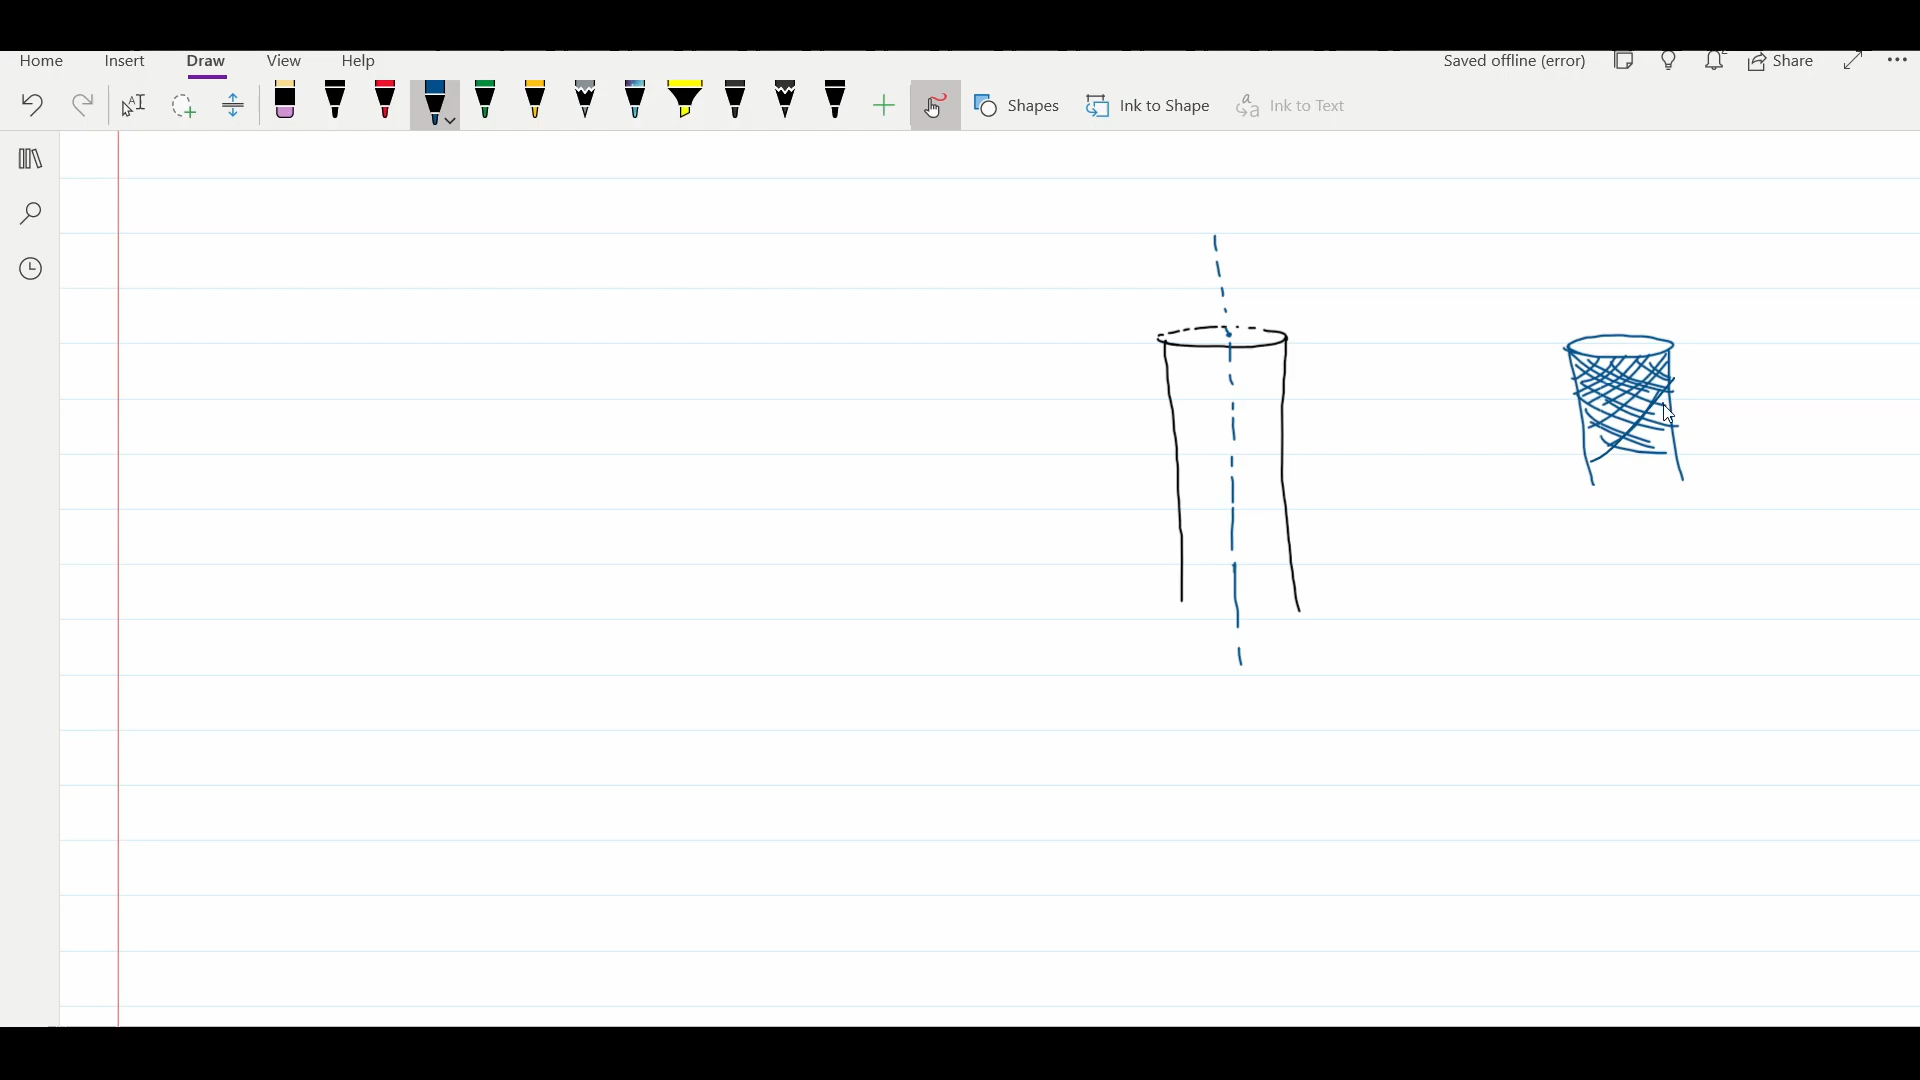 Home Insert Draw View Help Saved offline (error) Share
Shapes Ink to Shape Ink to Text